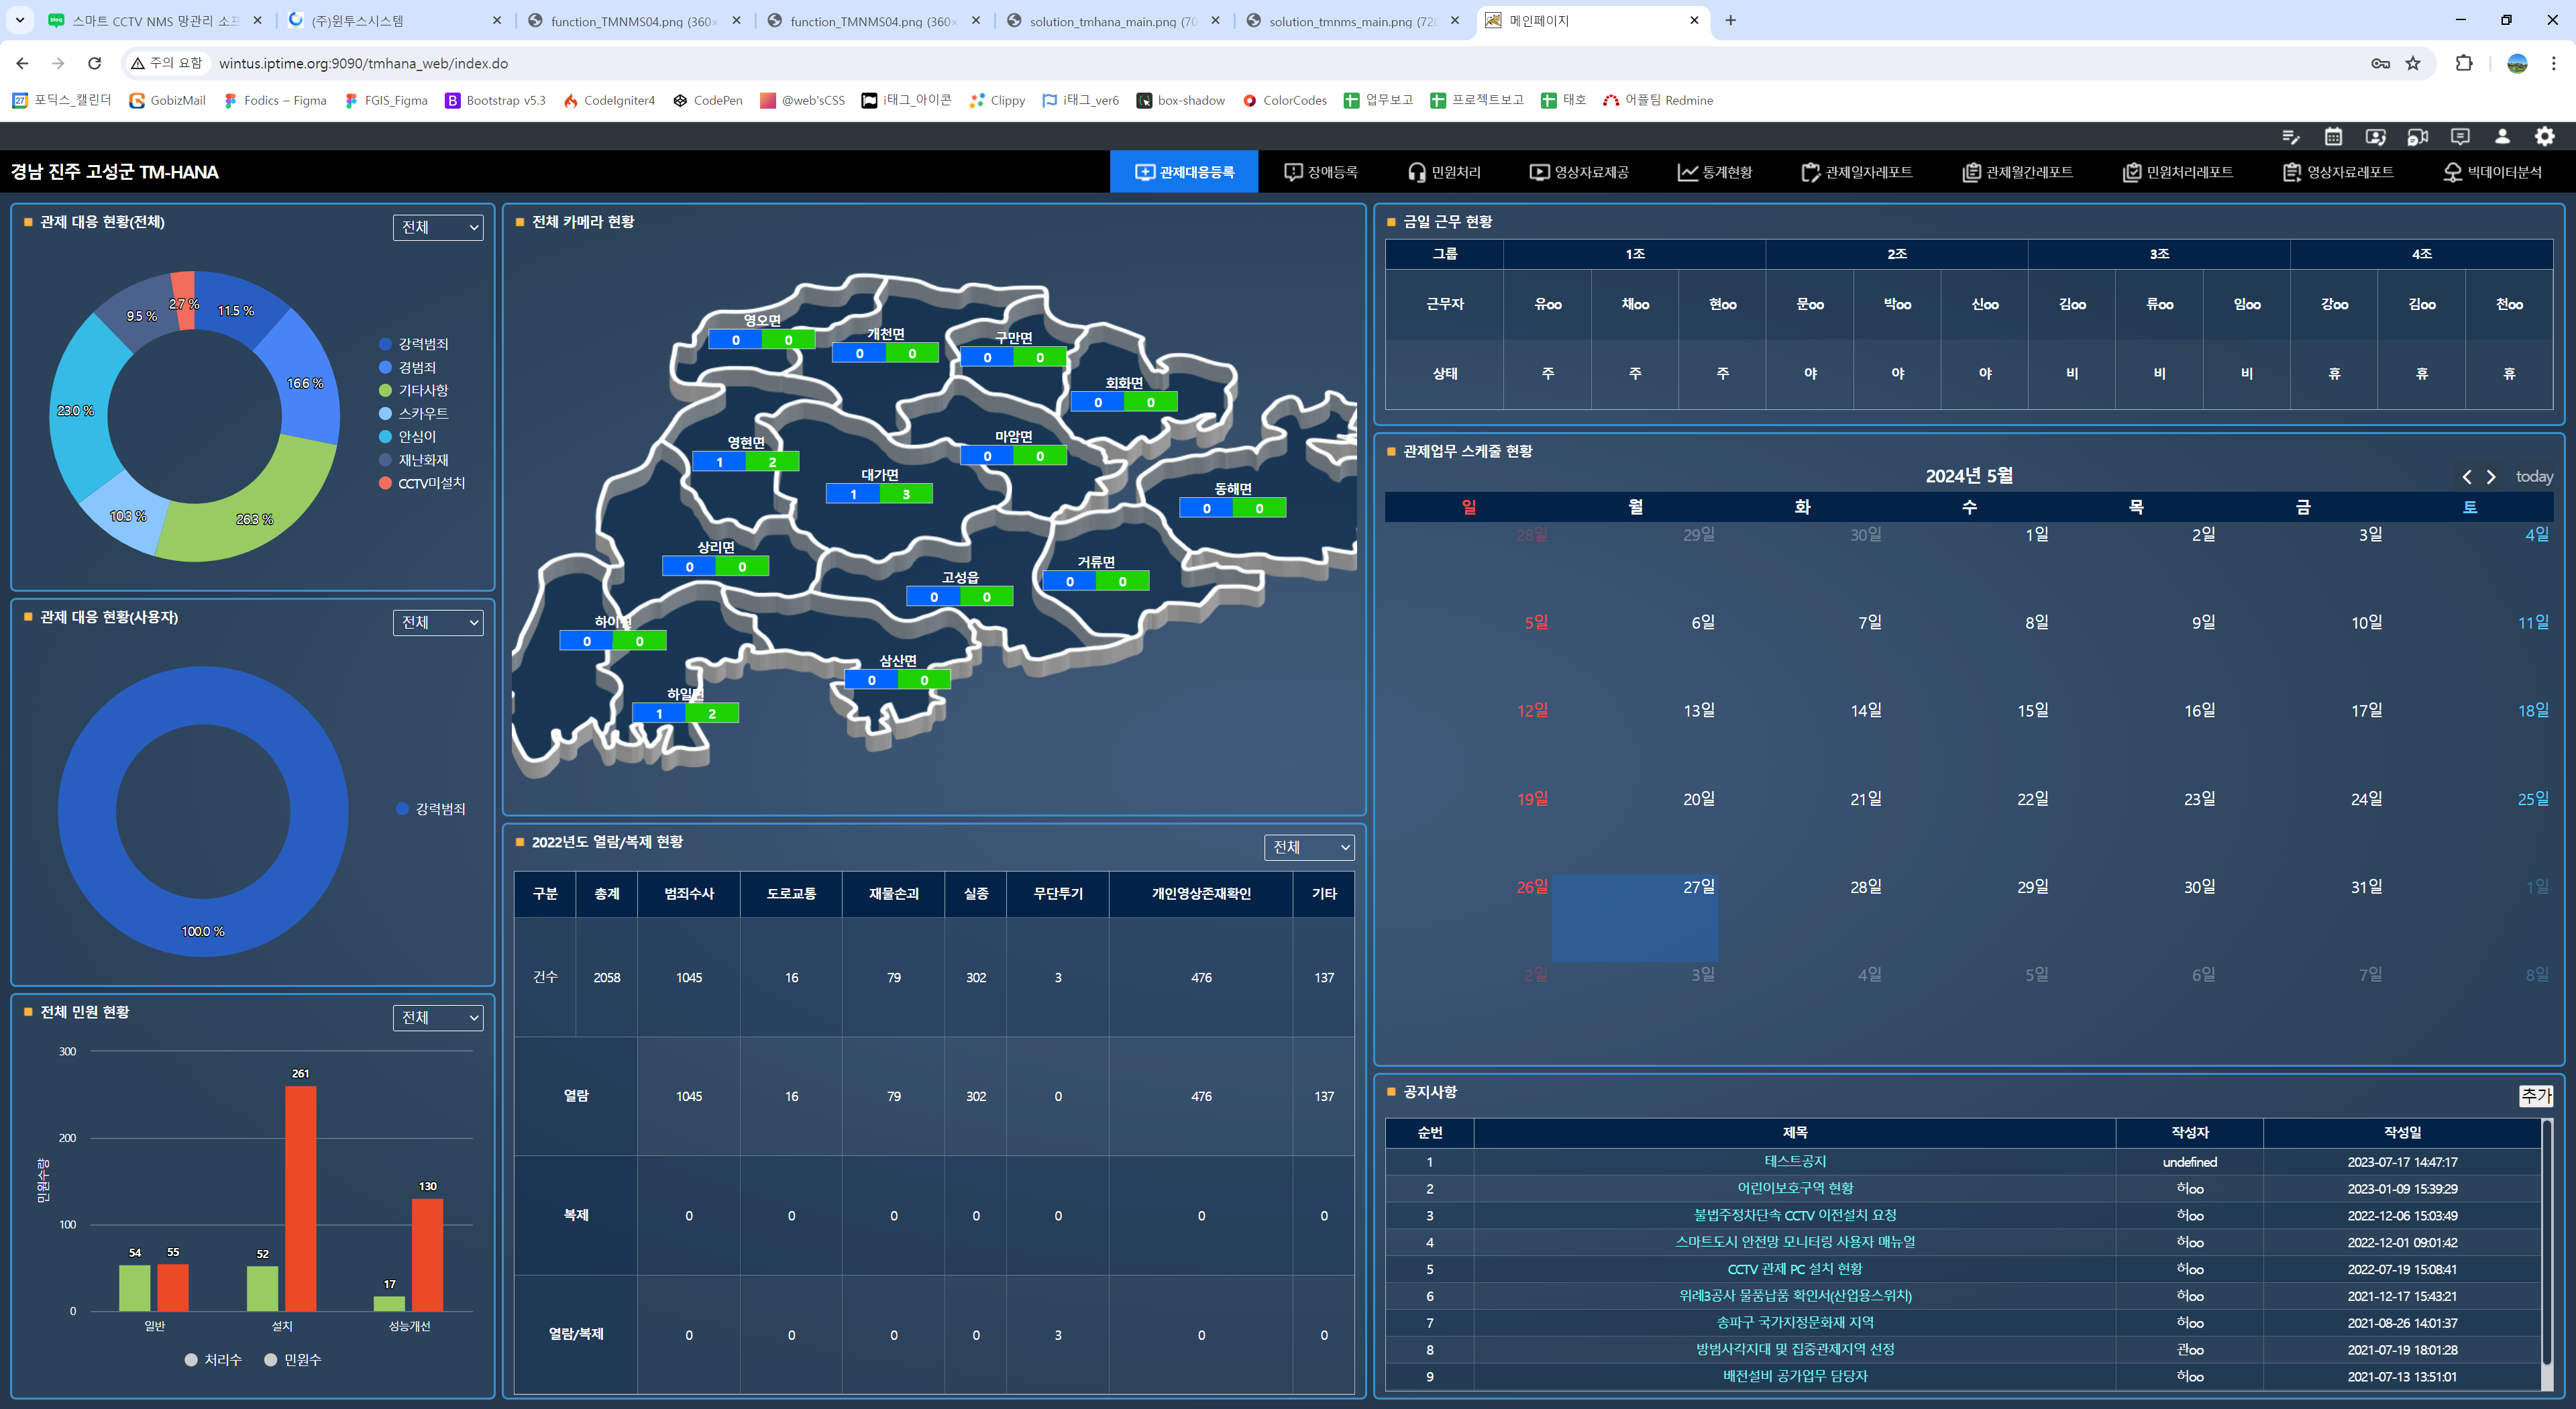 스마트 CCTV NMS 망관리 소프
(주)윈투스시스템
function_TMNMS04.png (360×
function_TMNMS04.png (360×
solution_tmhana_main.png (70
solution_tmnms_main.png (720
메인페이지
주의 요함
wintus.iptime.org:9090/tmhana_web/index.do
27 포딕스_캘린더 GobizMail Fodics – Figma FGIS_Figma B Bootstrap v5.3 CodeIgniter4 CodePen @web'sCSS i태그_아이콘 Clippy i태그_ver6 box-shadow ColorCodes 업무보고 프로젝트보고 태호 어플팀 Redmine
경남 진주 고성군 TM-HANA
관제대응등록 장애등록 민원처리 영상자료제공 통계현황 관제일자레포트 관제월간레포트 민원처리레포트 영상자료레포트 빅데이터분석
관제 대응 현황(전체)
전체
11.5 %
16.6 %
26.3 %
10.3 %
23.0 %
9.5 %
2.7 %
강력범죄
경범죄
기타사항
스카우트
안심이
재난화재
CCTV미설치
관제 대응 현황(사용자)
전체
100.0 %
강력범죄
전체 민원 현황
전체
민원수량
300
200
100
0
54 55
52 261
17 130
일반 설치 성능개선
처리수 민원수
전체 카메라 현황
영오면
0 0
개천면
0 0
구만면
0 0
회화면
0 0
영현면
1 2
마암면
0 0
대가면
1 3
동해면
0 0
상리면
0 0
거류면
0 0
고성읍
0 0
하이면
0 0
삼산면
0 0
하일면
1 2
2022년도 열람/복제 현황
전체
구분 총계 범죄수사 도로교통 재물손괴 실종 무단투기 개인영상존재확인 기타
건수 2058 1045 16 79 302 3 476 137
열람 1045 16 79 302 0 476 137
복제 0 0 0 0 0 0 0
열람/복제 0 0 0 0 3 0 0
금일 근무 현황
그룹 1조 2조 3조 4조
근무자 유oo 채oo 현oo 문oo 박oo 신oo 김oo 류oo 임oo 강oo 김oo 천oo
상태 주 주 주 야 야 야 비 비 비 휴 휴 휴
관제업무 스케줄 현황
2024년 5월
today
일 월 화 수 목 금 토
28일 29일 30일 1일 2일 3일 4일
5일 6일 7일 8일 9일 10일 11일
12일 13일 14일 15일 16일 17일 18일
19일 20일 21일 22일 23일 24일 25일
26일 27일 28일 29일 30일 31일 1일
2일 3일 4일 5일 6일 7일 8일
공지사항
추가
순번 제목 작성자 작성일
1 테스트공지 undefined 2023-07-17 14:47:17
2 어린이보호구역 현황 허oo 2023-01-09 15:39:29
3 불법주정차단속 CCTV 이전설치 요청 허oo 2022-12-06 15:03:49
4 스마트도시 안전망 모니터링 사용자 매뉴얼 허oo 2022-12-01 09:01:42
5 CCTV 관제 PC 설치 현황 허oo 2022-07-19 15:08:41
6 위례3공사 물품납품 확인서(산업용스위치) 허oo 2021-12-17 15:43:21
7 송파구 국가지정문화재 지역 허oo 2021-08-26 14:01:37
8 방범사각지대 및 집중관제지역 선정 관oo 2021-07-19 18:01:28
9 배전설비 공가업무 담당자 허oo 2021-07-13 13:51:01